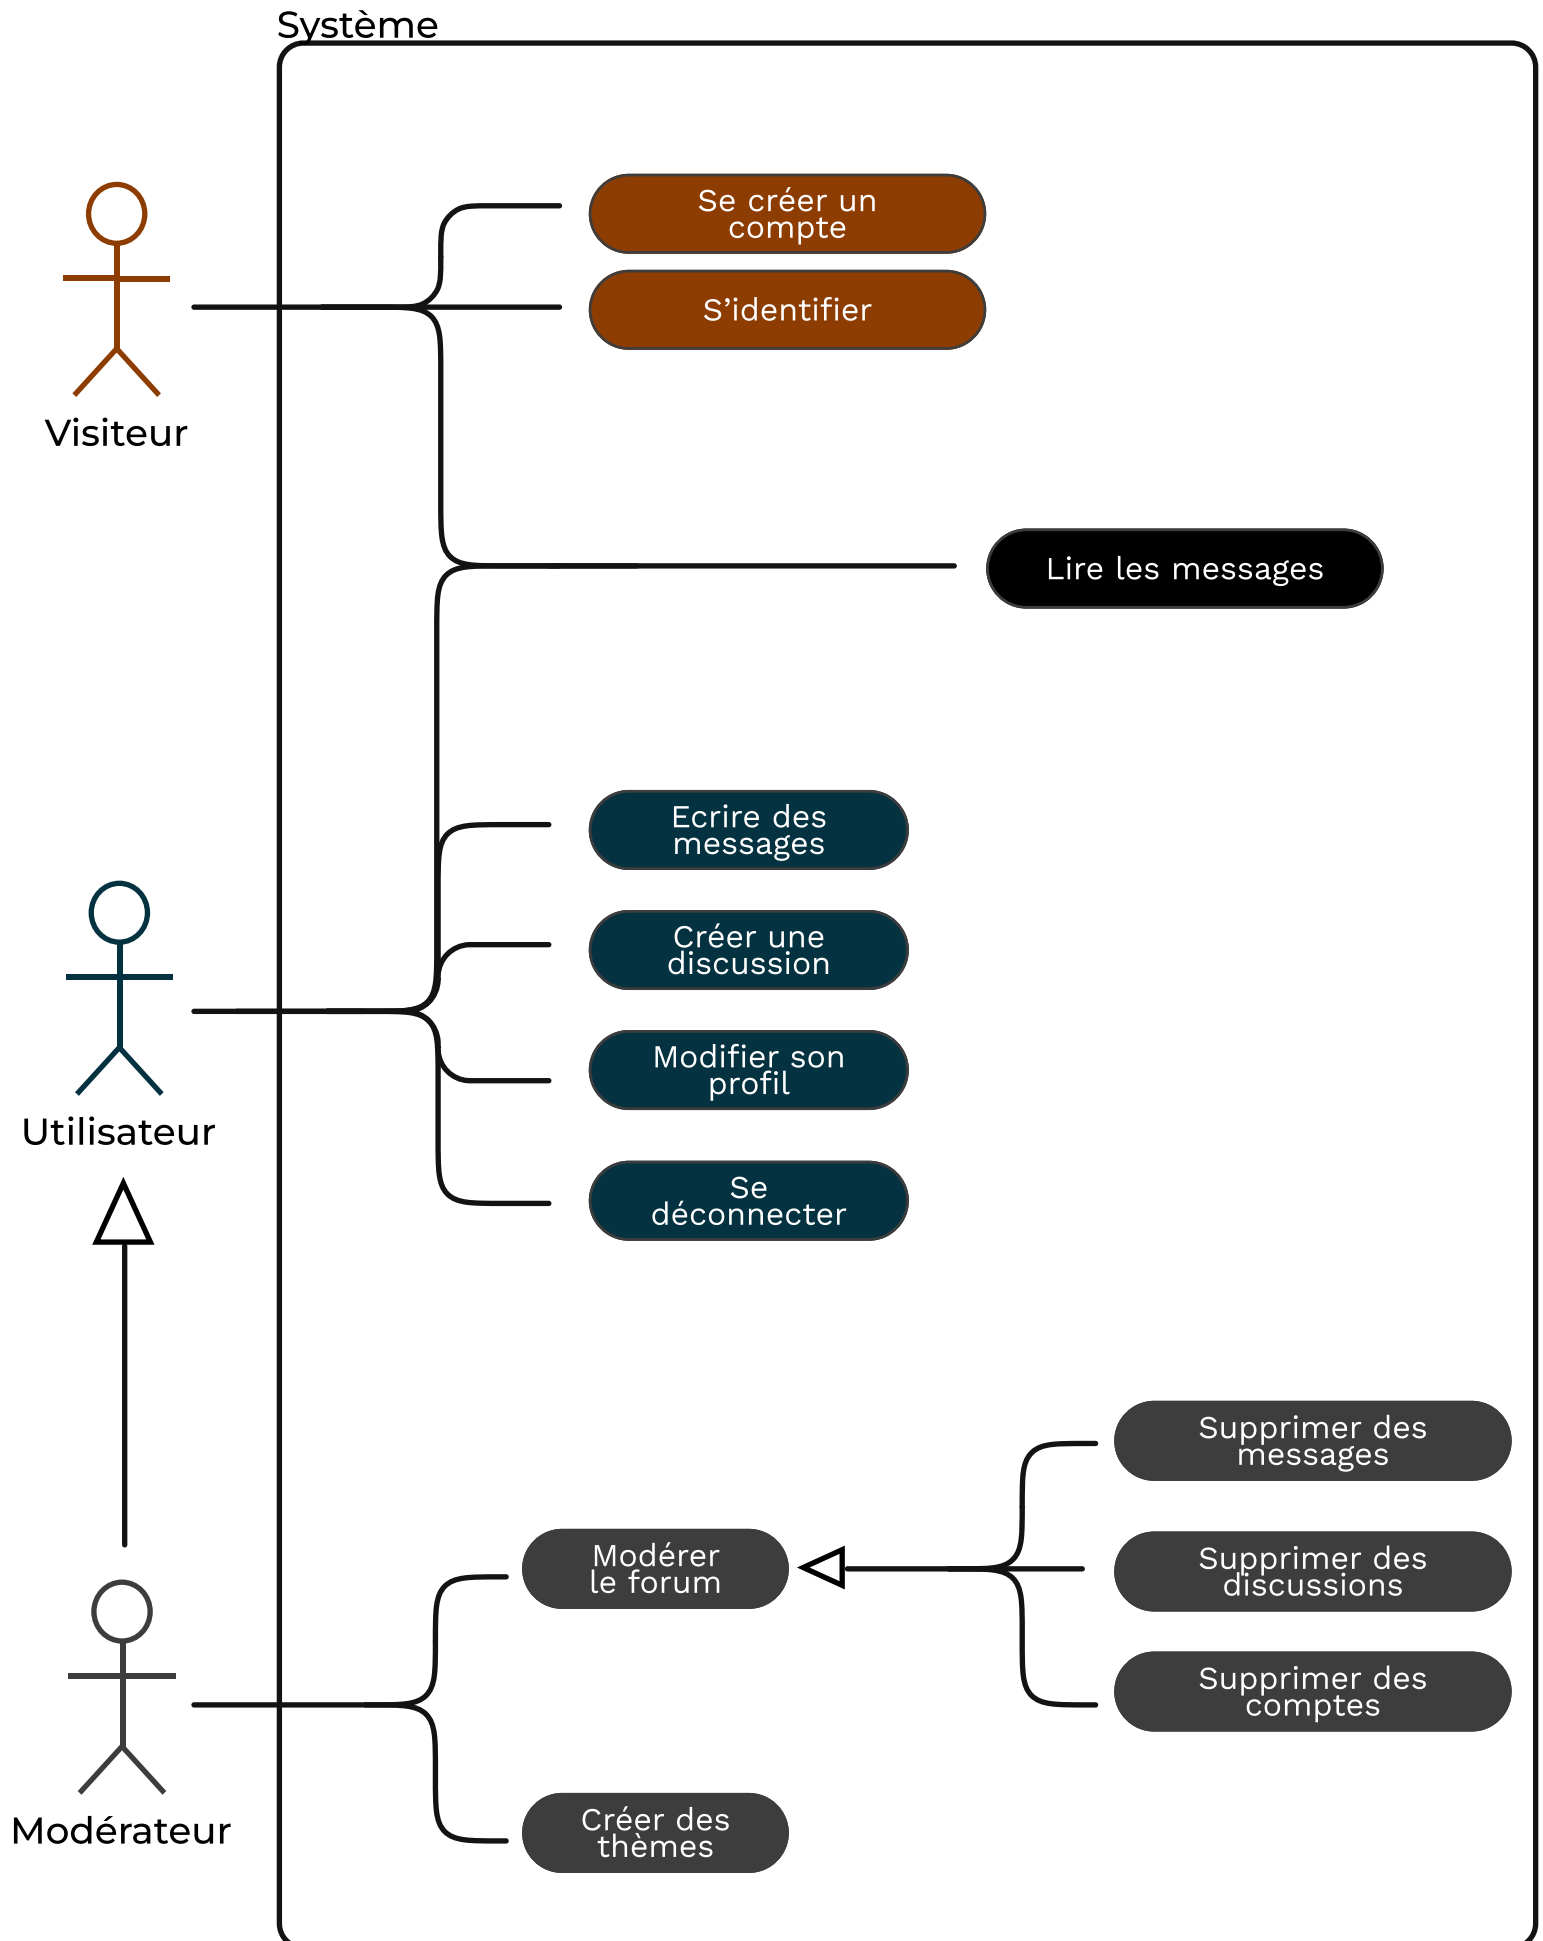 Système
Se créer un
compte
S’identifier
Visiteur
Lire les messages
Ecrire des
messages
Créer une
discussion
Modifier son
profil
Utilisateur
Se
déconnecter
Supprimer des
messages
Modérer
le forum
Supprimer des
discussions
Supprimer des
comptes
Modérateur
Créer des
thèmes